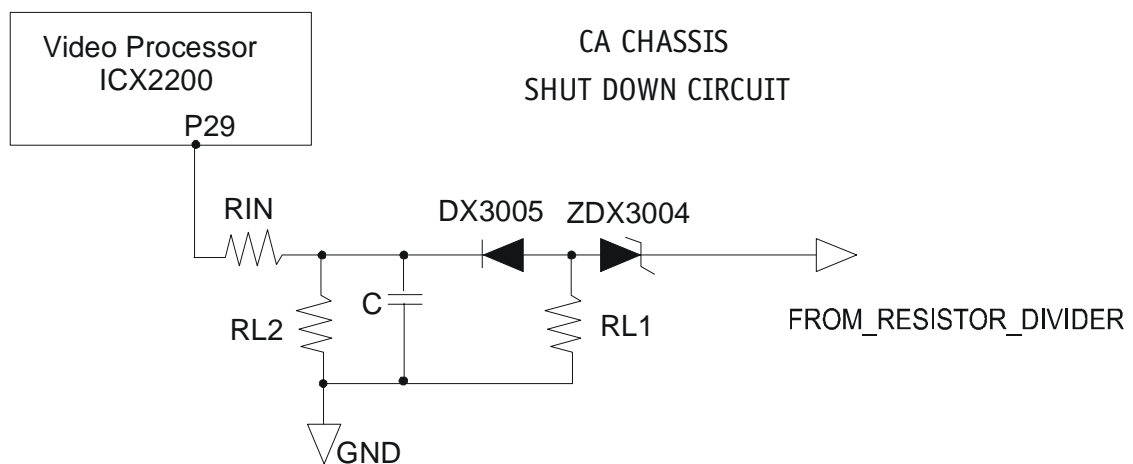 Video Processor
ICX2200
P29
CA CHASSIS
SHUT DOWN CIRCUIT
RIN
DX3005
ZDX3004
RL2
C
RL1
FROM_RESISTOR_DIVIDER
GND